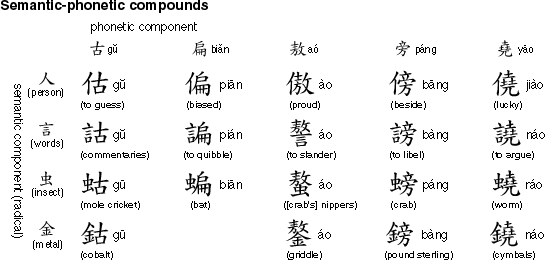 Semantic-phonetic compounds
phonetic component
古 gǔ 扁 biǎn 敖 aó 旁 páng 堯 yáo
semantic component (radical)
人 估 gǔ 偏 piān 傲 ào 傍 bāng 僥 jiào
(person) (to guess) (biased) (proud) (beside) (lucky)
言 詁 gǔ 諞 pián 謷 áo 謗 bàng 譊 náo
(words) (commentaries) (to quibble) (to slander) (to libel) (to argue)
虫 蛄 gū 蝙 biān 螯 áo 螃 páng 蟯 ráo
(insect) (mole cricket) (bat) ([crab's] nippers) (crab) (worm)
金 鈷 gū 鏊 áo 鎊 bàng 鐃 náo
(metal) (cobalt) (griddle) (pound sterling) (cymbals)